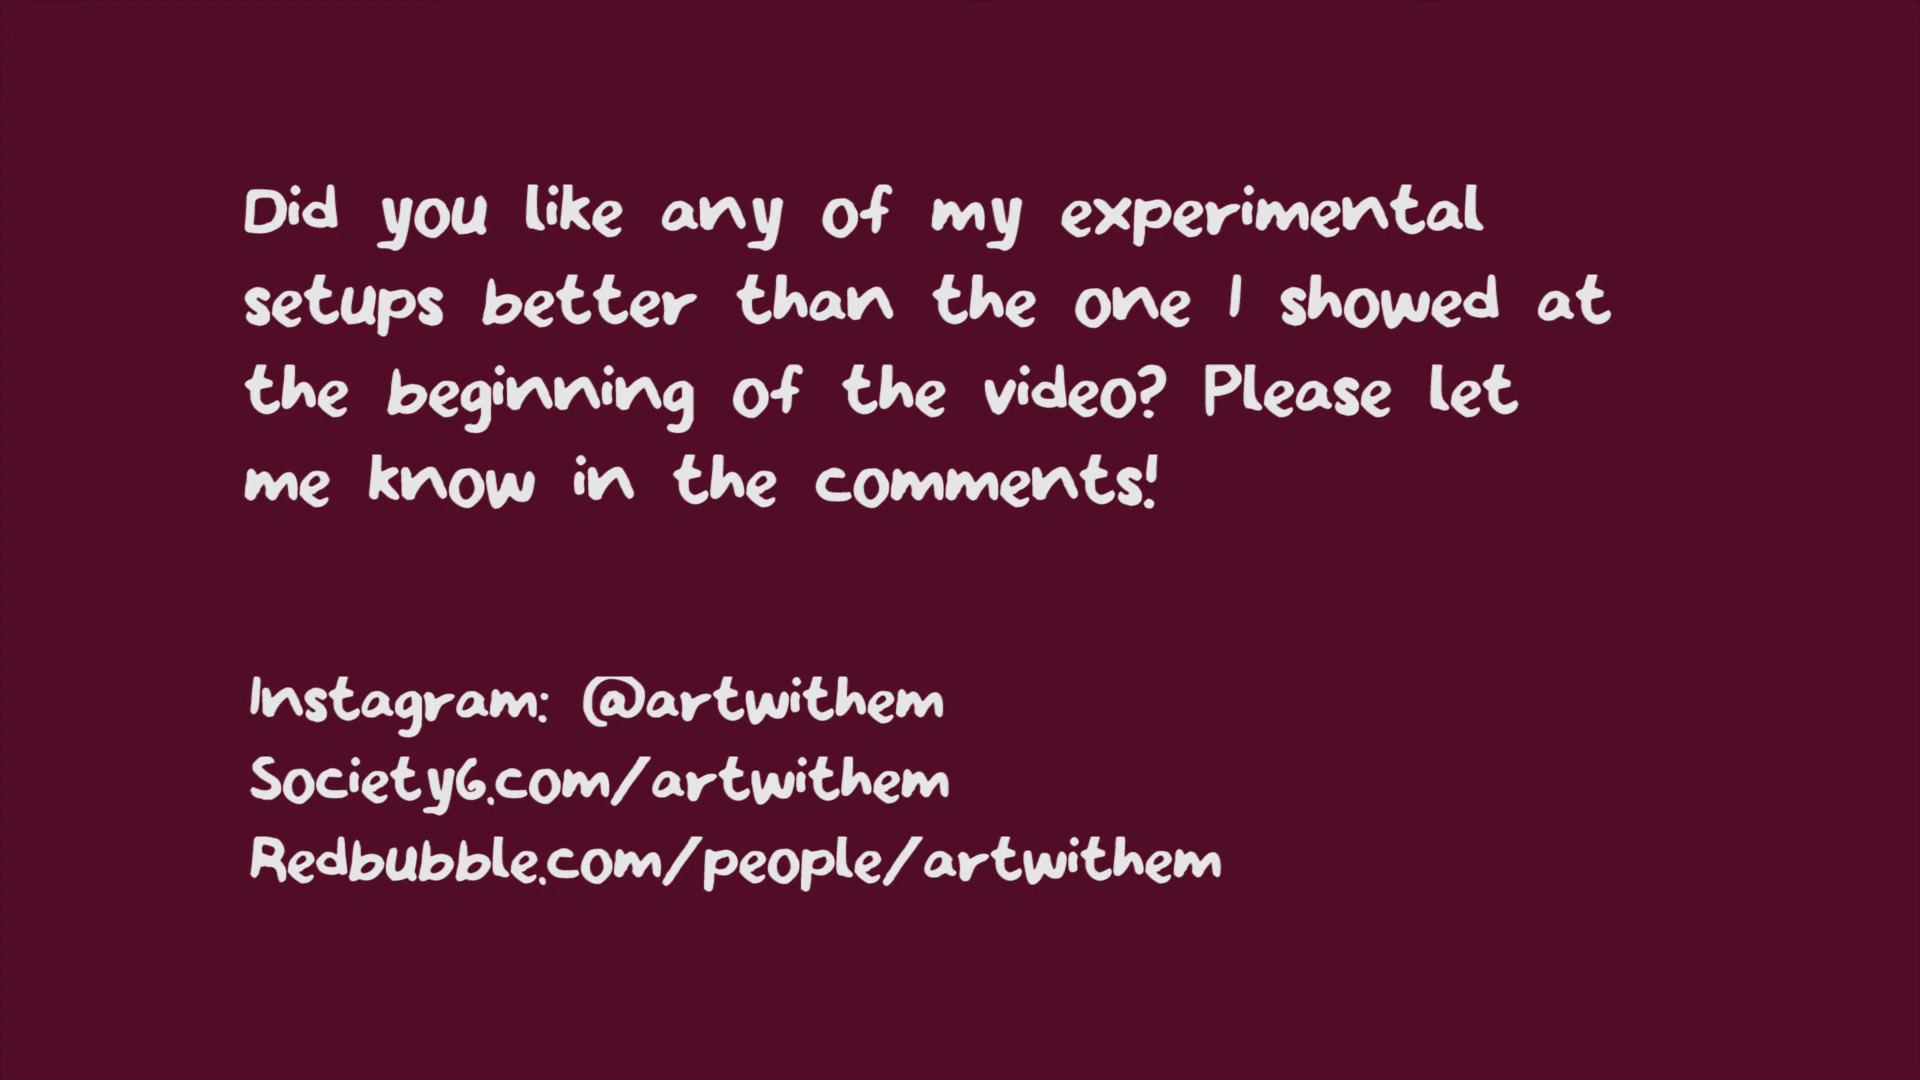 Did you like any of my experimental
setups better than the one I showed at
the beginning of the video? Please let
me know in the comments!
Instagram: @artwithem
Society6.com/artwithem
Redbubble.com/people/artwithem